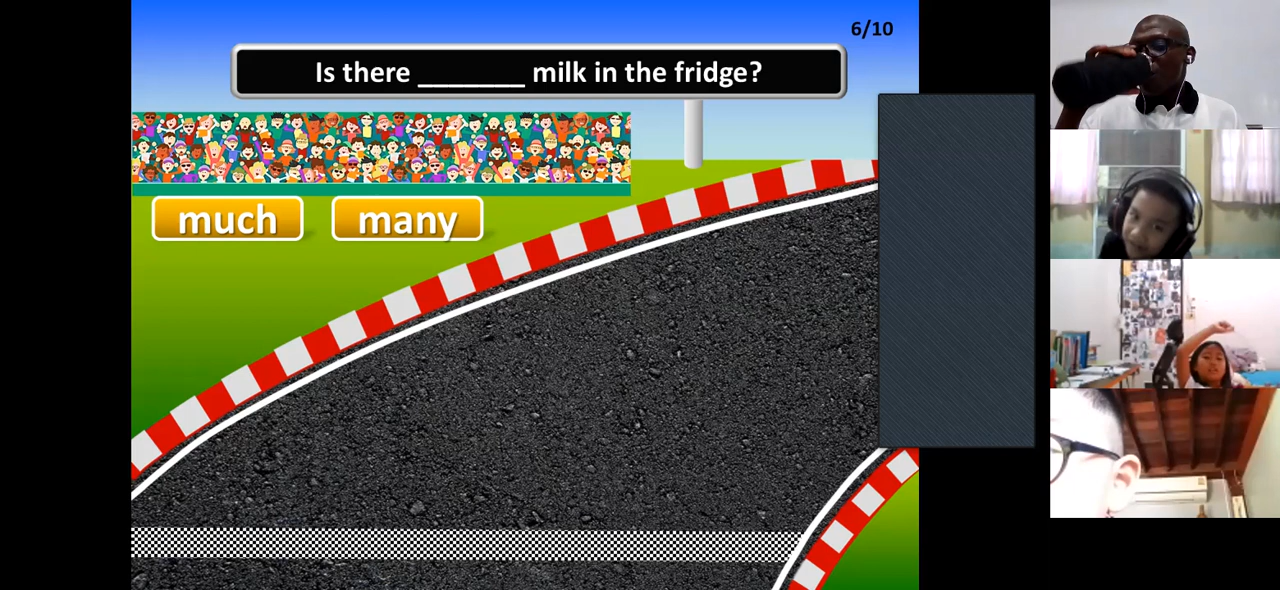 6/10
Is there _______ milk in the fridge?
much
many